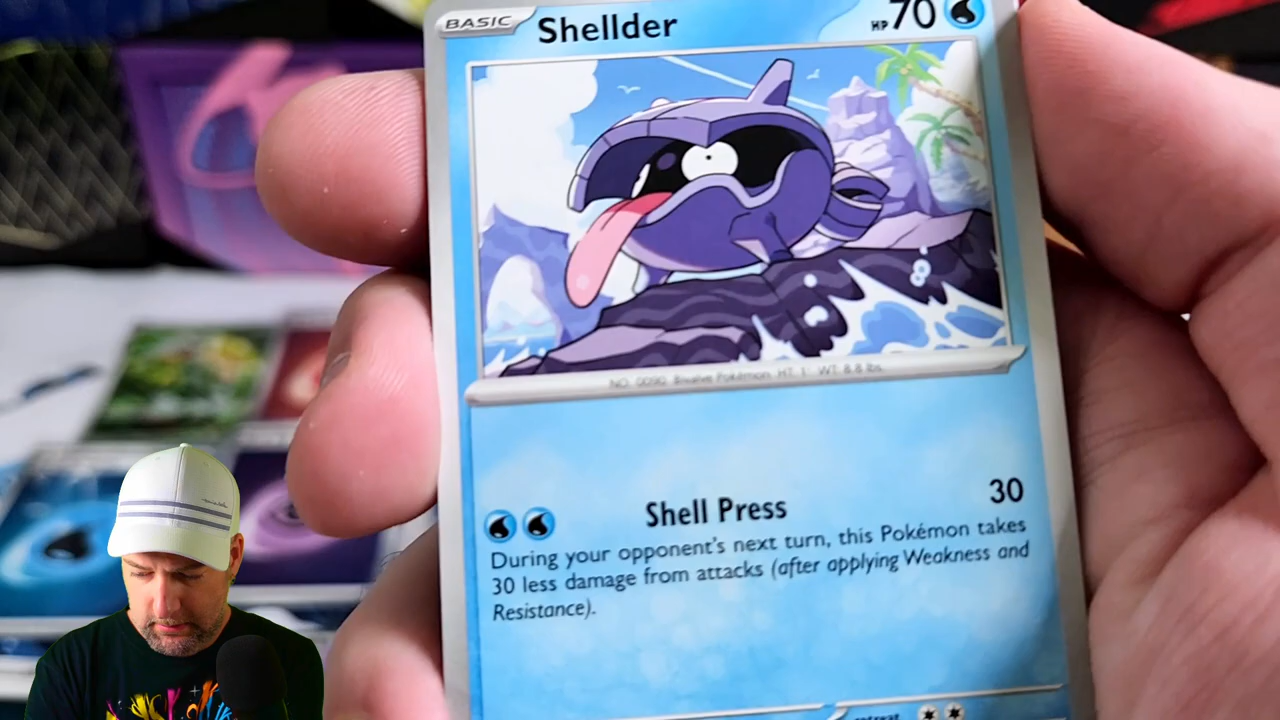 BASIC Shellder HP 70
NO. 0090 Bivalve Pokémon HT: 1' WT: 8.8 lbs.
Shell Press 30
During your opponent's next turn, this Pokémon takes
30 less damage from attacks (after applying Weakness and
Resistance).
retreat